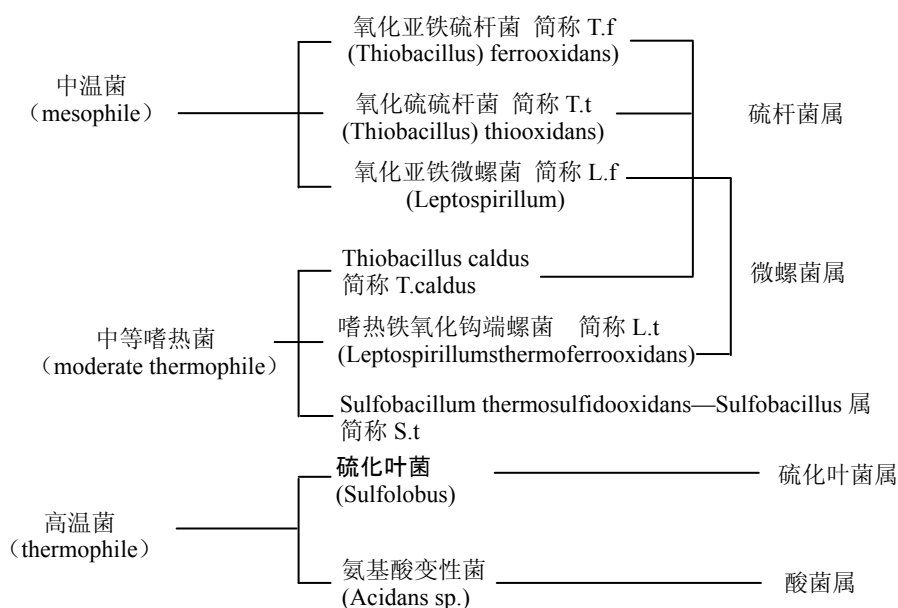 氧化亚铁硫杆菌 简称 T.f
(Thiobacillus) ferrooxidans)
中温菌
（mesophile）
氧化硫硫杆菌 简称 T.t
(Thiobacillus) thiooxidans)
硫杆菌属
氧化亚铁微螺菌 简称 L.f
(Leptospirillum)
Thiobacillus caldus
简称 T.caldus
微螺菌属
中等嗜热菌
（moderate thermophile）
嗜热铁氧化钩端螺菌 简称 L.t
(Leptospirillumsthermoferrooxidans)
Sulfobacillum thermosulfidooxidans—Sulfobacillus 属
简称 S.t
硫化叶菌
(Sulfolobus)
硫化叶菌属
高温菌
（thermophile）
氨基酸变性菌
(Acidans sp.)
酸菌属